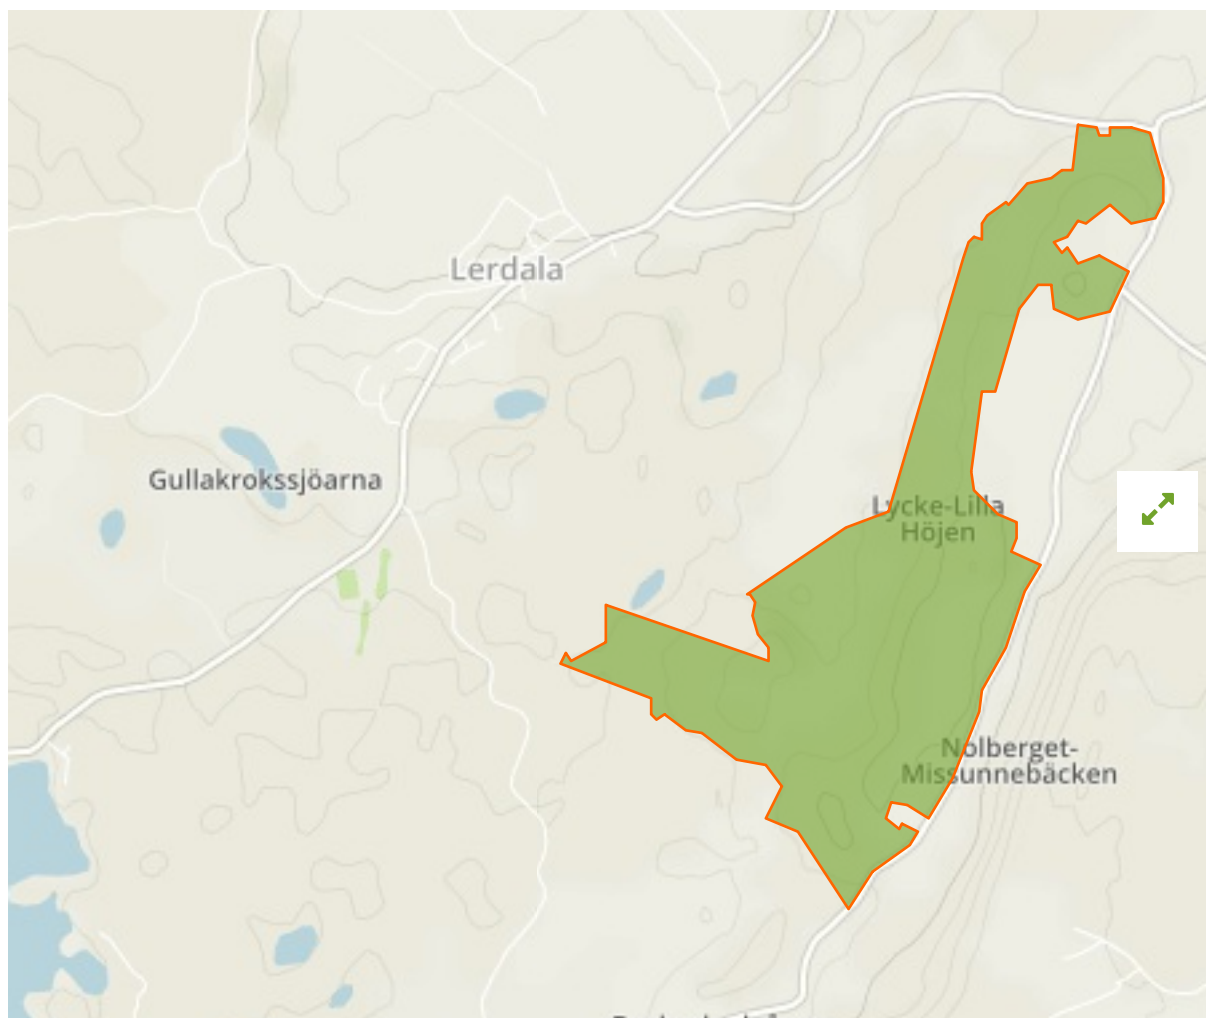 Lerdala
Gullakrokssjöarna
Lycke-Lilla
Höjen
Nolberget-
Missunnebäcken